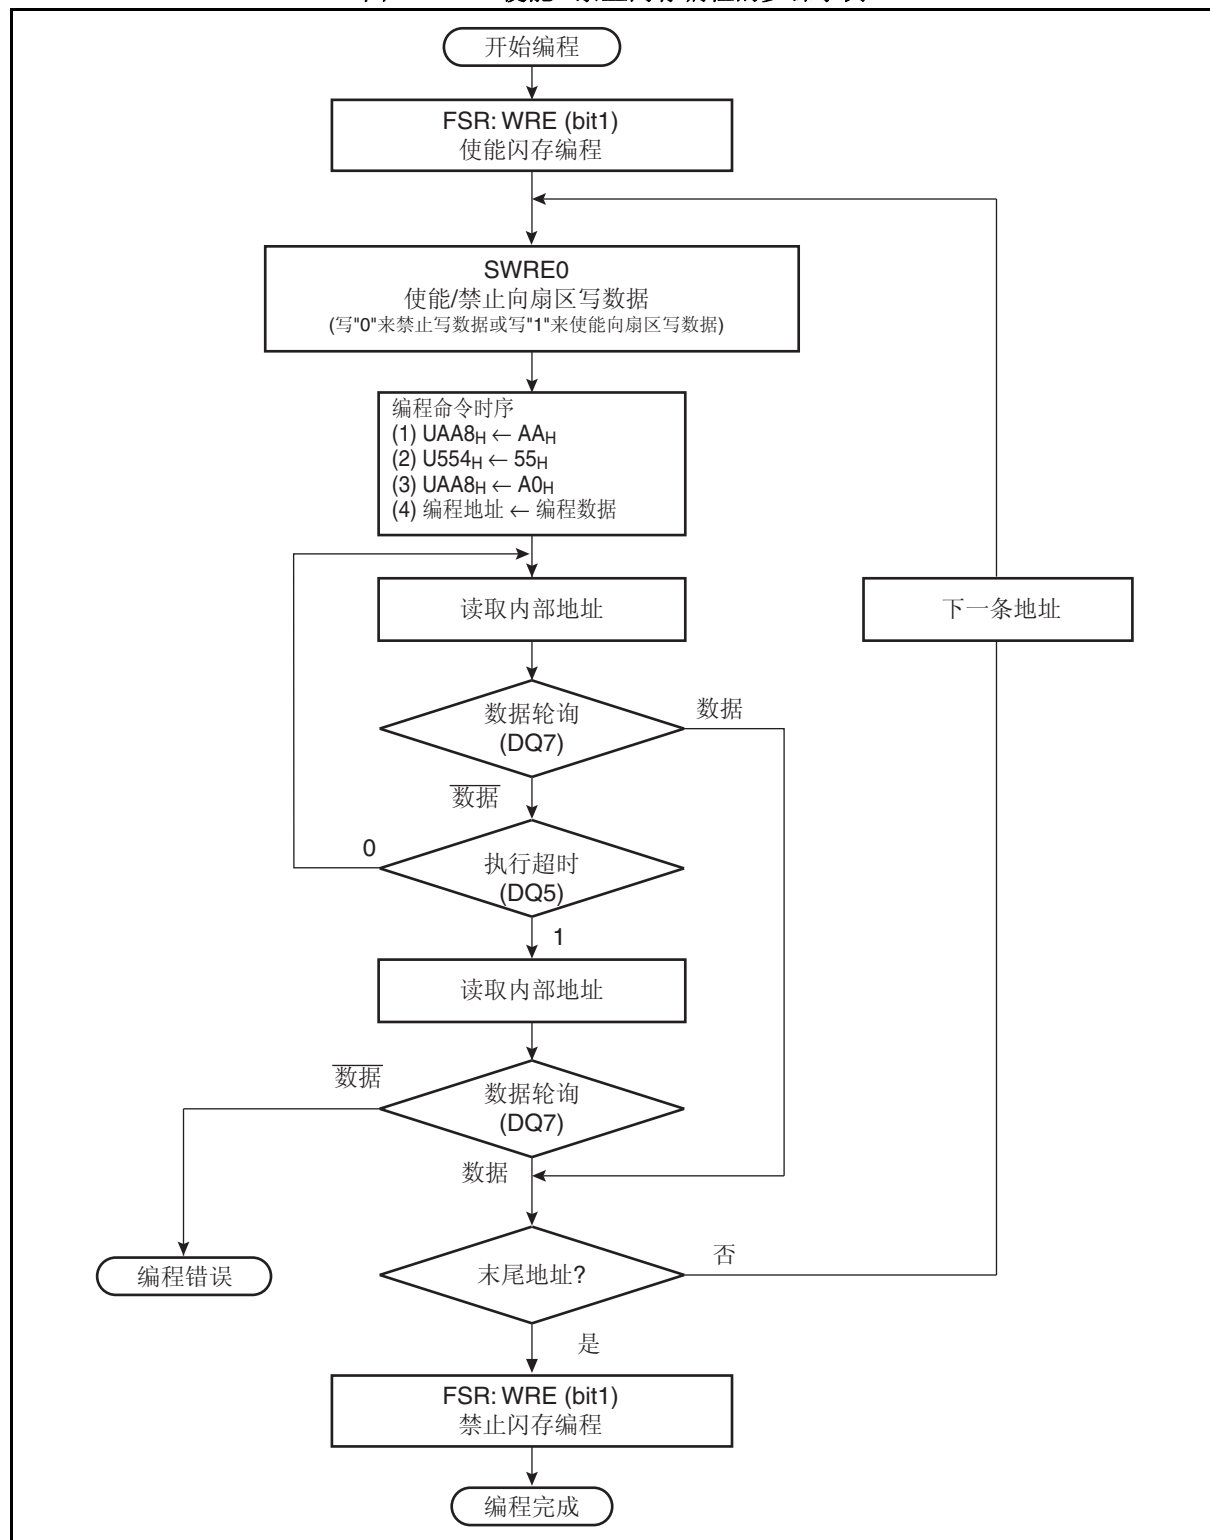 开始编程
FSR: WRE (bit1)
使能闪存编程
SWRE0
使能/禁止向扇区写数据
(写"0"来禁止写数据或写"1"来使能向扇区写数据)
编程命令时序
(1) UAA8H ← AAH
(2) U554H ← 55H
(3) UAA8H ← A0H
(4) 编程地址 ← 编程数据
读取内部地址
下一条地址
数据轮询
(DQ7)
数据
数据
0
执行超时
(DQ5)
1
读取内部地址
数据
数据轮询
(DQ7)
数据
编程错误
末尾地址?
否
是
FSR: WRE (bit1)
禁止闪存编程
编程完成